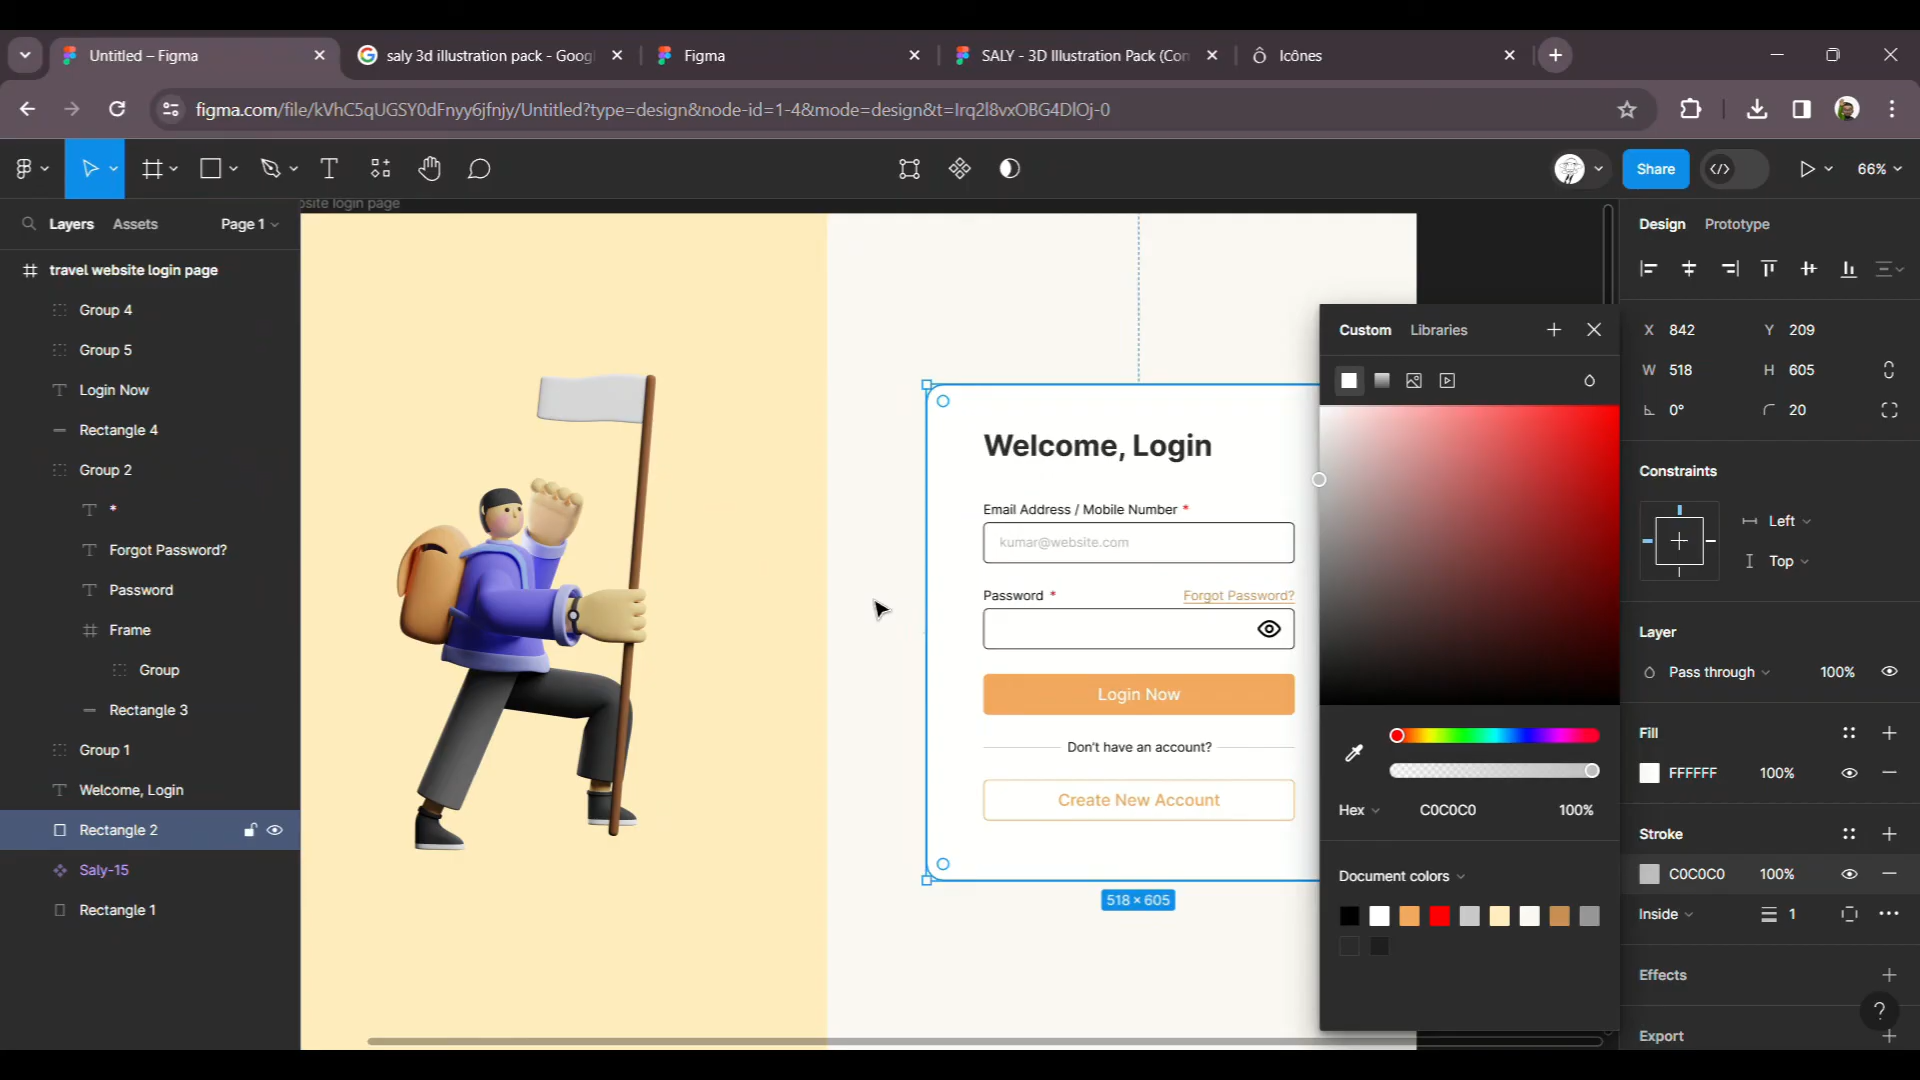 Untitled – Figma
saly 3d illustration pack - Goog
Figma
SALY - 3D Illustration Pack (Con
Icônes
figma.com/file/kVhC5qUGSY0dFnyy6jfnjy/Untitled?type=design&node-id=1-4&mode=design&t=Irq2l8vxOBG4DlOj-0
Share
66%
Layers
Assets
Page 1
travel website login page
Group 4
Group 5
Login Now
Rectangle 4
Group 2
*
Forgot Password?
Password
Frame
Group
Rectangle 3
Group 1
Welcome, Login
Rectangle 2
Saly-15
Rectangle 1
bsite login page
Welcome, Login
Email Address / Mobile Number *
kumar@website.com
Password *
Forgot Password?
Login Now
Don't have an account?
Create New Account
518 × 605
Custom
Libraries
Hex
C0C0C0
100%
Document colors
Design
Prototype
X 842
Y 209
W 518
H 605
0°
20
Constraints
Left
Top
Layer
Pass through
100%
Fill
FFFFFF
100%
Stroke
C0C0C0
100%
Inside
1
Effects
?
Export